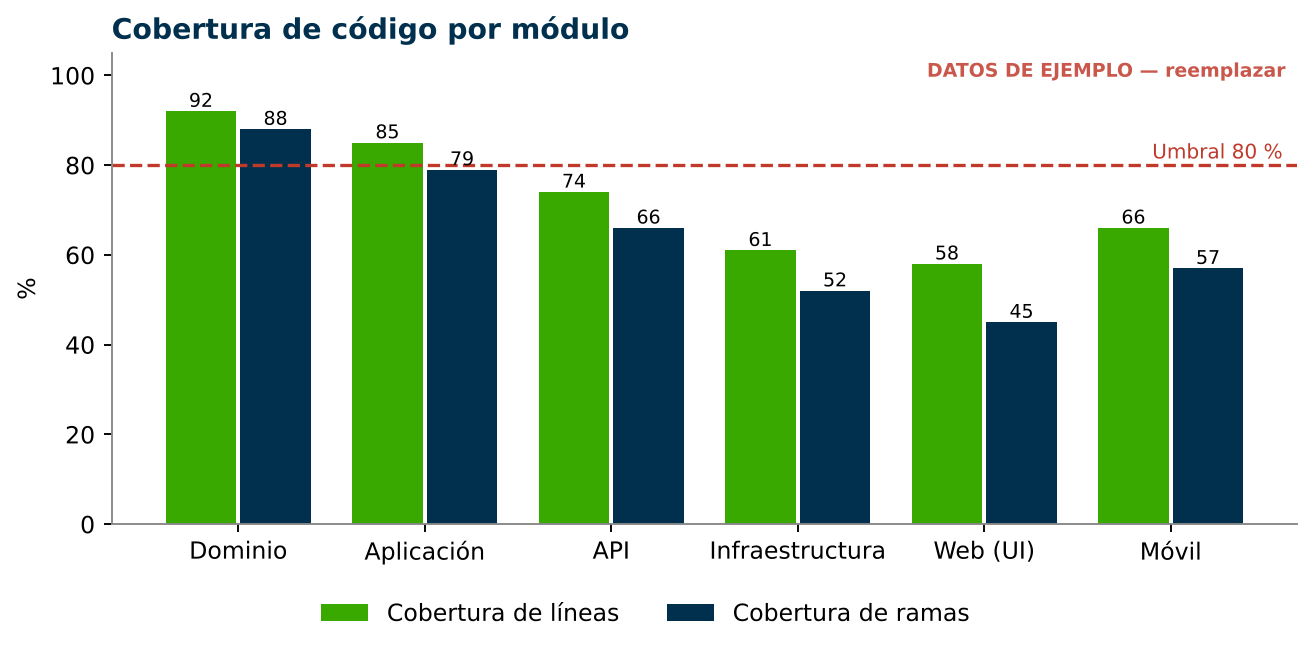 Cobertura de código por módulo
DATOS DE EJEMPLO — reemplazar
Umbral 80 %
%
100
80
60
40
20
0
92
88
85
79
74
66
61
52
58
45
66
57
Dominio
Aplicación
API
Infraestructura
Web (UI)
Móvil
Cobertura de líneas
Cobertura de ramas